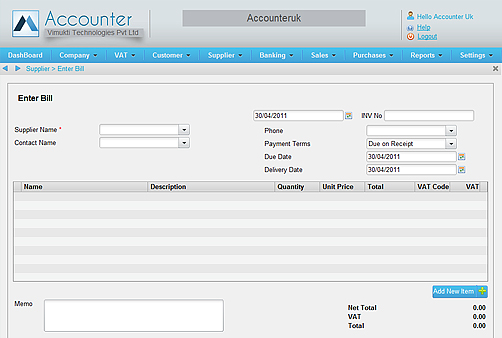 Accounter
Vimukti Technologies Pvt Ltd
Accounteruk
Hello Accounter Uk
Help
Logout
DashBoard Company VAT Customer Supplier Banking Sales Purchases Reports Settings
Supplier > Enter Bill
Enter Bill
30/04/2011 INV No
Supplier Name * Phone
Contact Name Payment Terms Due on Receipt
Due Date 30/04/2011
Delivery Date 30/04/2011
Name Description Quantity Unit Price Total VAT Code VAT
Add New Item
Memo Net Total 0.00
VAT 0.00
Total 0.00